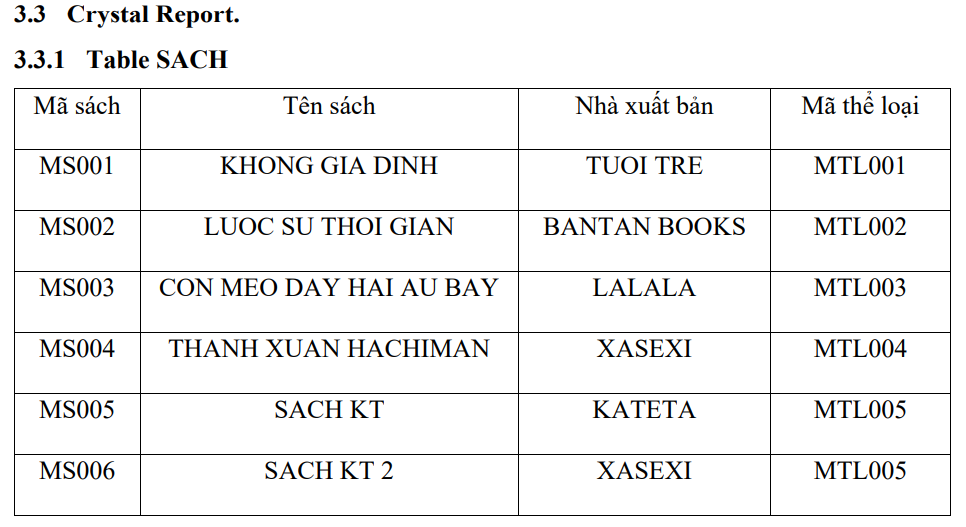 3.3 Crystal Report.
3.3.1 Table SACH
Mã sách Tên sách Nhà xuất bản Mã thể loại
MS001 KHONG GIA DINH TUOI TRE MTL001
MS002 LUOC SU THOI GIAN BANTAN BOOKS MTL002
MS003 CON MEO DAY HAI AU BAY LALALA MTL003
MS004 THANH XUAN HACHIMAN XASEXI MTL004
MS005 SACH KT KATETA MTL005
MS006 SACH KT 2 XASEXI MTL005